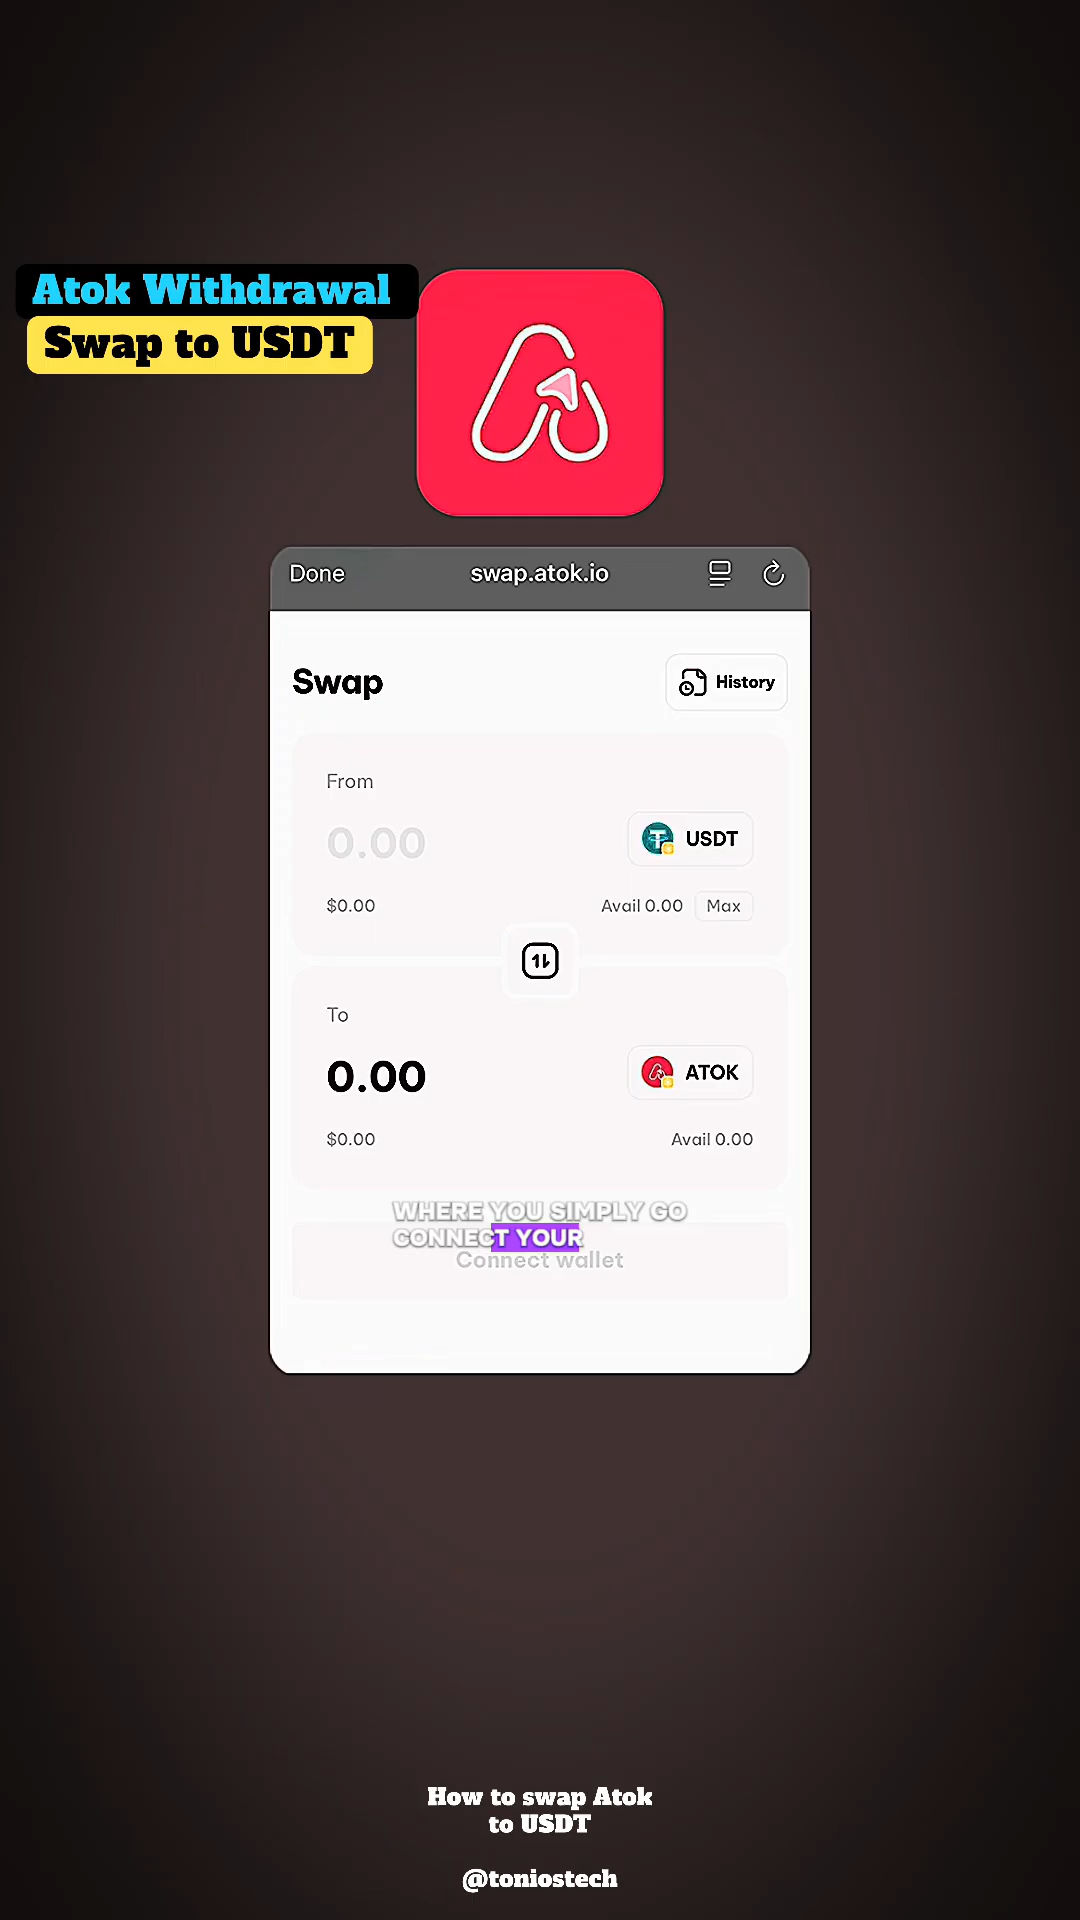 Atok Withdrawal
Swap to USDT
Done
swap.atok.io
Swap
History
From
0.00
USDT
$0.00
Avail 0.00
Max
To
0.00
ATOK
$0.00
Avail 0.00
WHERE YOU SIMPLY GO
CONNECT YOUR
Connect wallet
How to swap Atok
to USDT
@toniostech